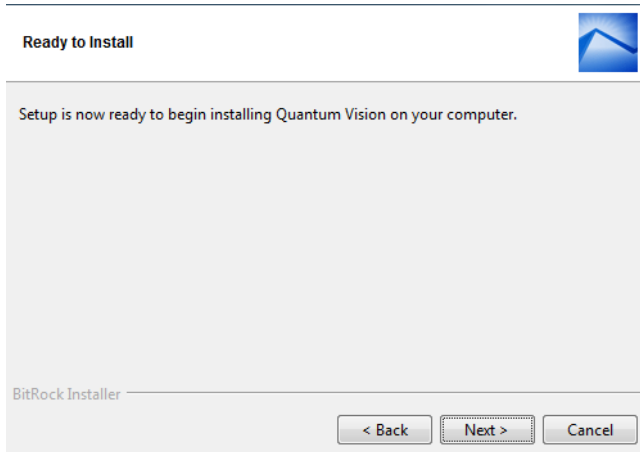 Ready to Install
Setup is now ready to begin installing Quantum Vision on your computer.
BitRock Installer
< Back Next > Cancel